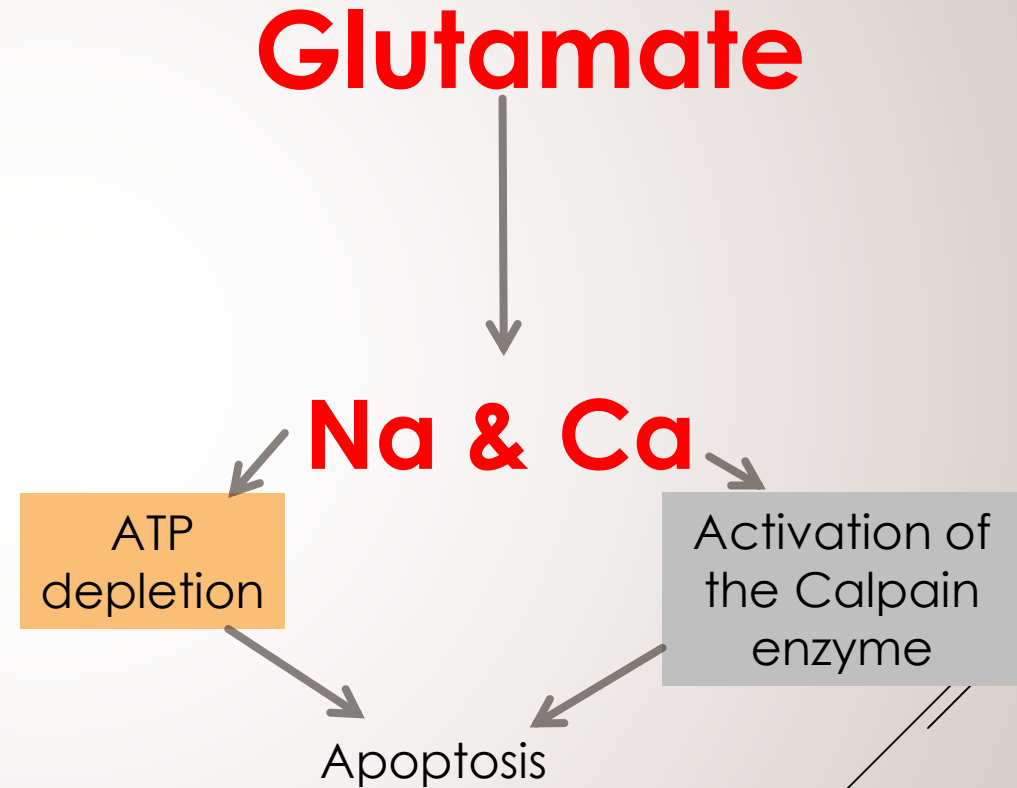 Glutamate
Na & Ca
ATP
depletion
Activation of
the Calpain
enzyme
Apoptosis